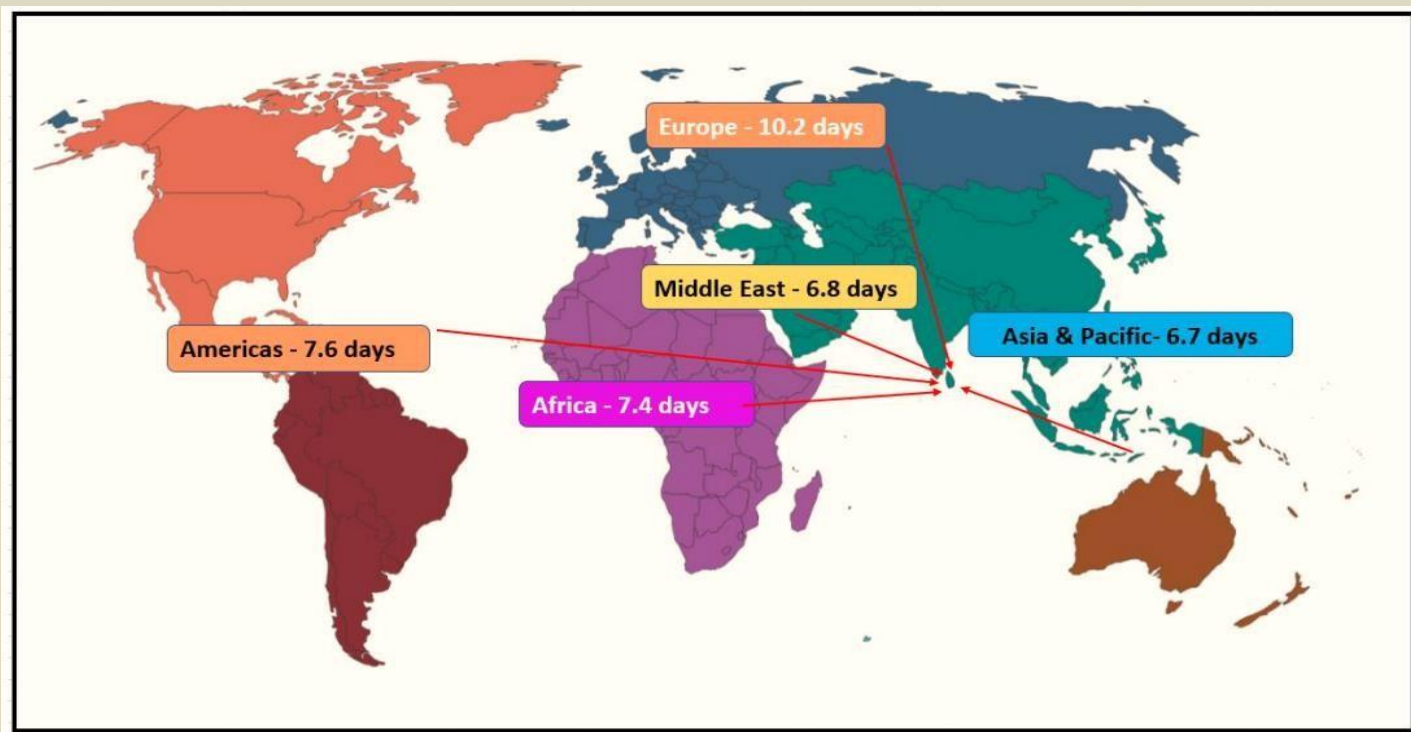 Europe - 10.2 days
Middle East - 6.8 days
Asia & Pacific- 6.7 days
Americas - 7.6 days
Africa - 7.4 days